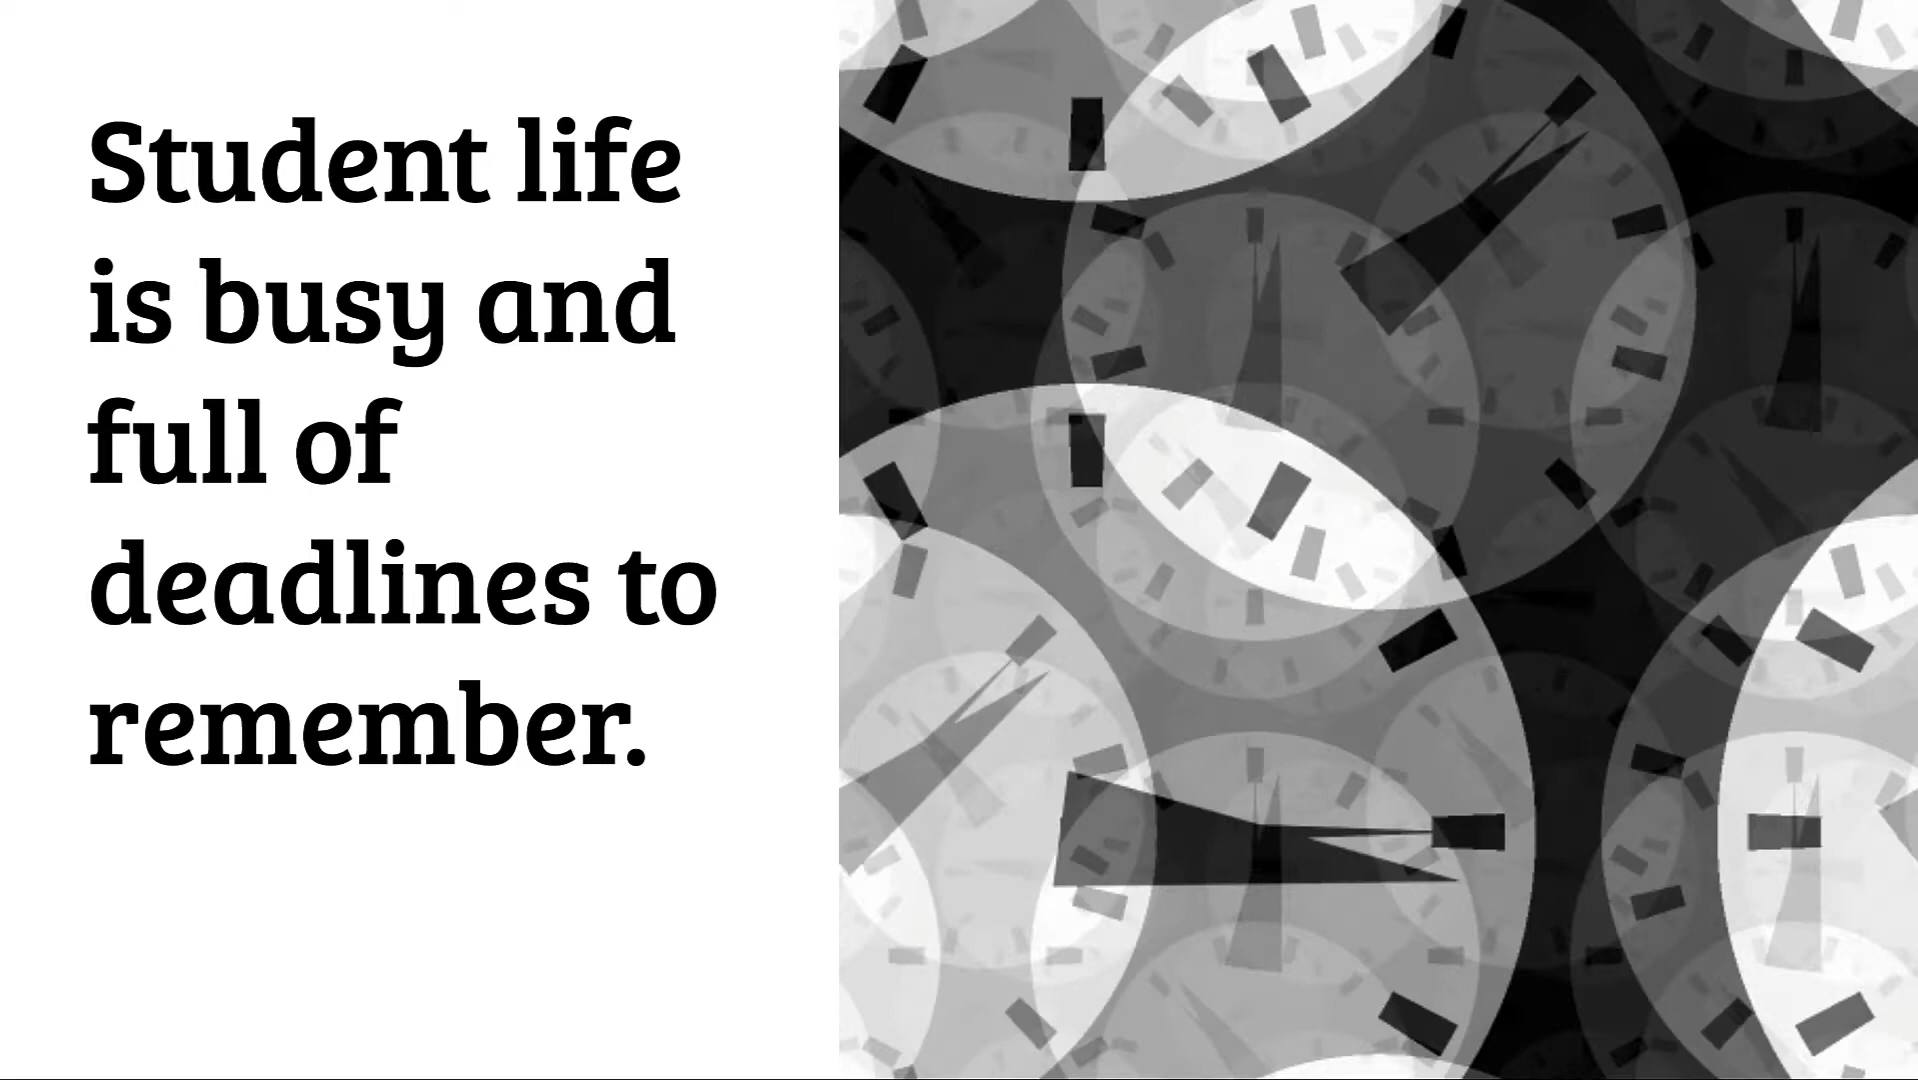 Student life
is busy and
full of
deadlines to
remember.